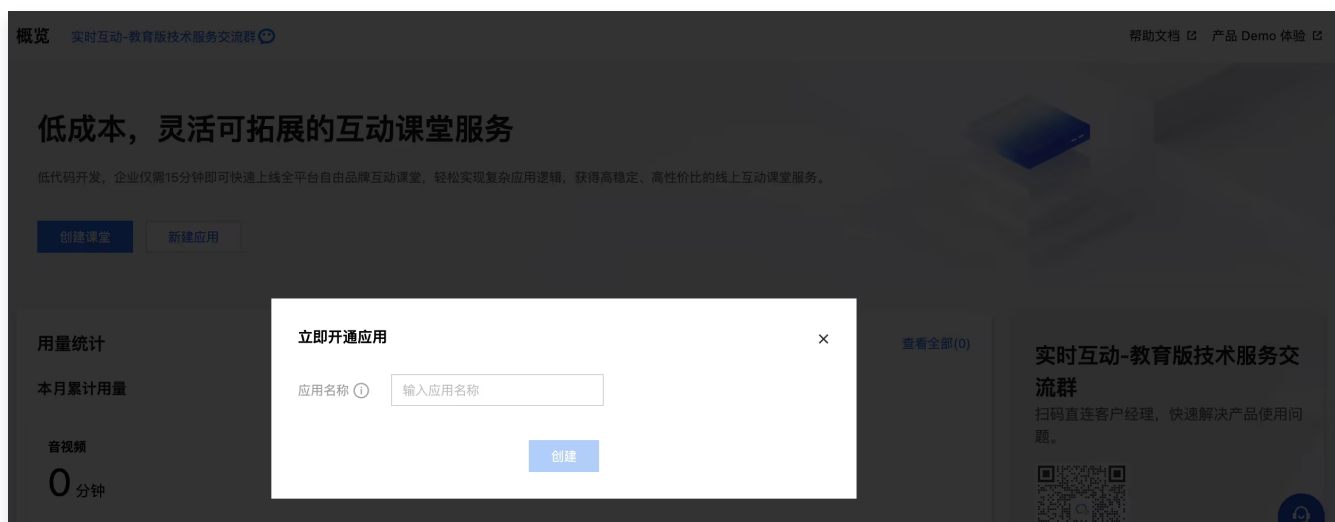 概览 实时互动-教育版技术服务交流群
帮助文档 产品 Demo 体验
低成本，灵活可拓展的互动课堂服务
低代码开发，企业仅需15分钟即可快速上线全平台自由品牌互动课堂，轻松实现复杂应用逻辑，获得高稳定、高性价比的线上互动课堂服务。
创建课堂 新建应用
用量统计
本月累计用量
音视频
0 分钟
立即开通应用
应用名称 输入应用名称
创建
查看全部(0)
实时互动-教育版技术服务交
流群
扫码直连客户经理，快速解决产品使用问
题。